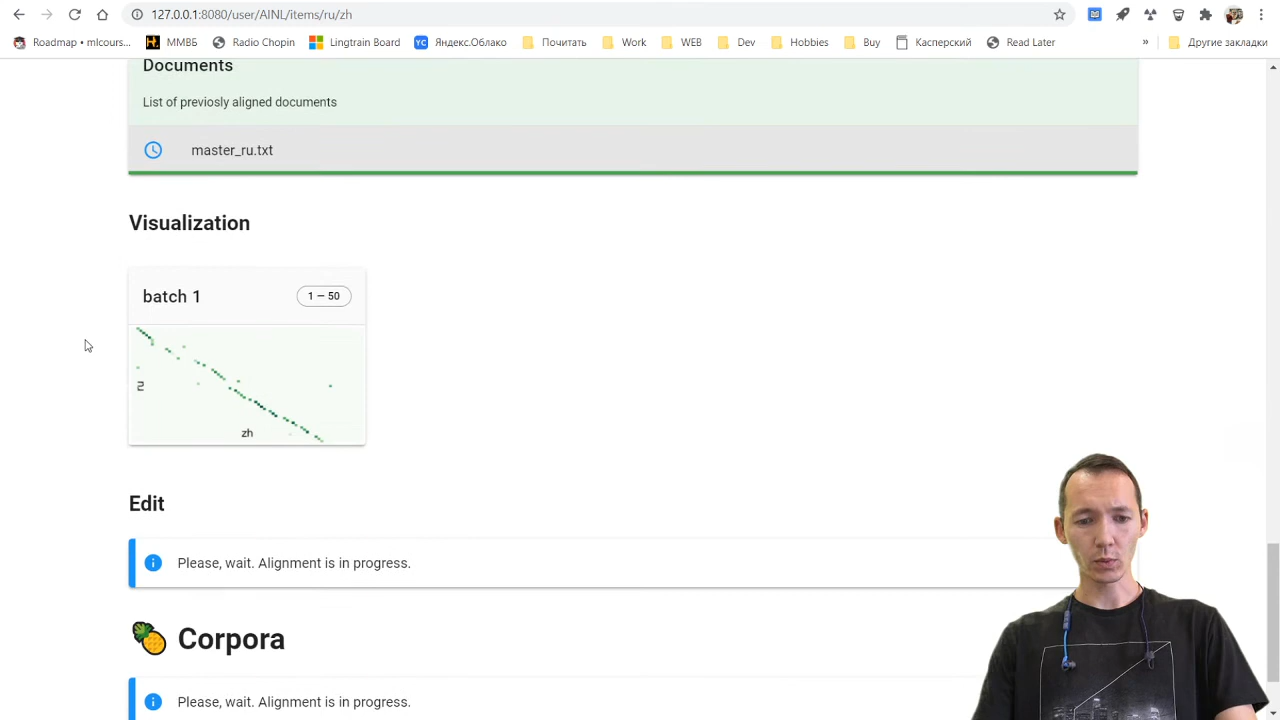 127.0.0.1:8080/user/AINL/items/ru/zh
Roadmap • mlcours...
ММВБ
Radio Chopin
Lingtrain Board
Яндекс.Облако
Почитать
Work
WEB
Dev
Hobbies
Buy
Касперский
Read Later
»
Другие закладки
Documents
List of previosly aligned documents
master_ru.txt
Visualization
batch 1
1 — 50
zh
Edit
Please, wait. Alignment is in progress.
Corpora
Please, wait. Alignment is in progress.